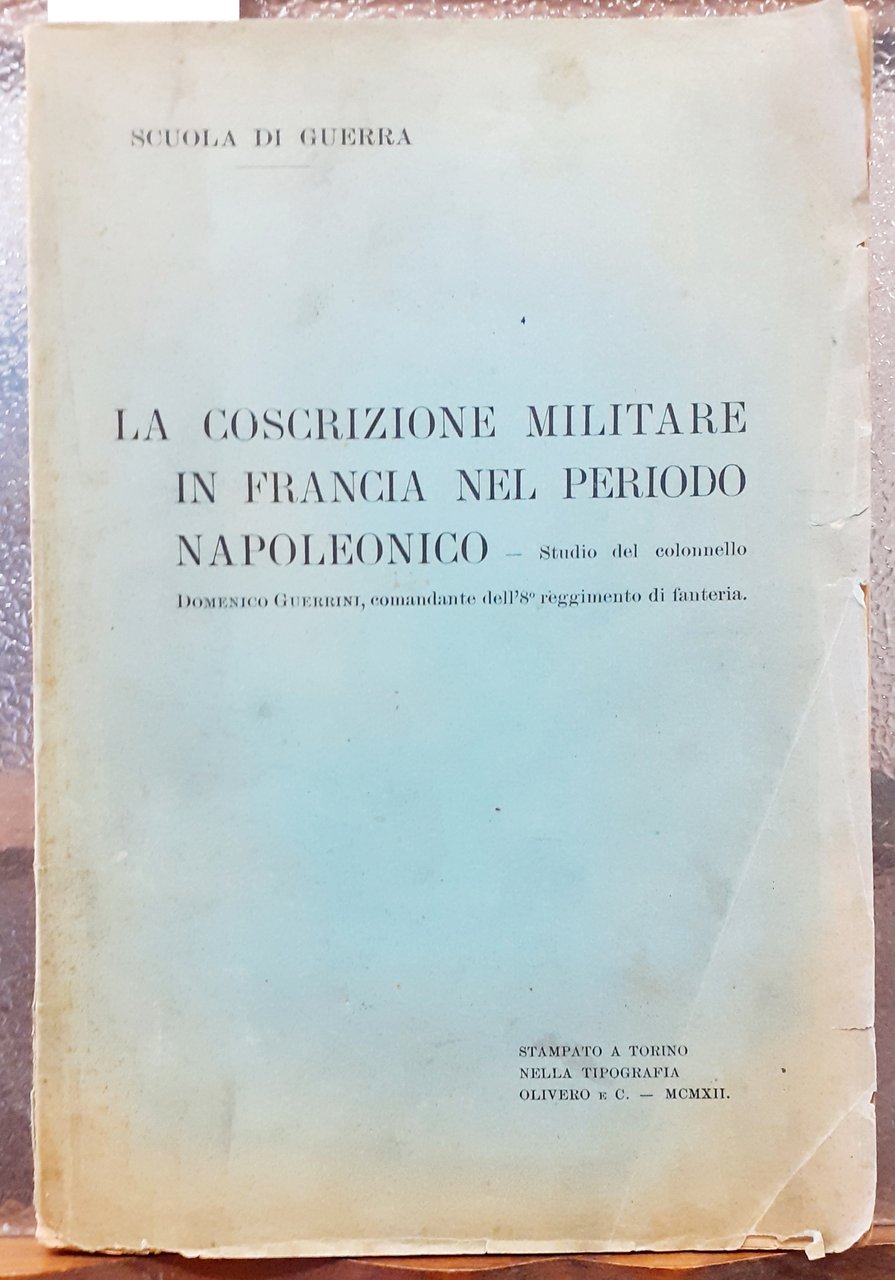 SCUOLA DI GUERRA
LA COSCRIZIONE MILITARE
IN FRANCIA NEL PERIODO
NAPOLEONICO — Studio del colonnello
DOMENICO GUERRINI, comandante dell'8º reggimento di fanteria.
STAMPATO A TORINO
NELLA TIPOGRAFIA
OLIVERO E C. — MCMXII.